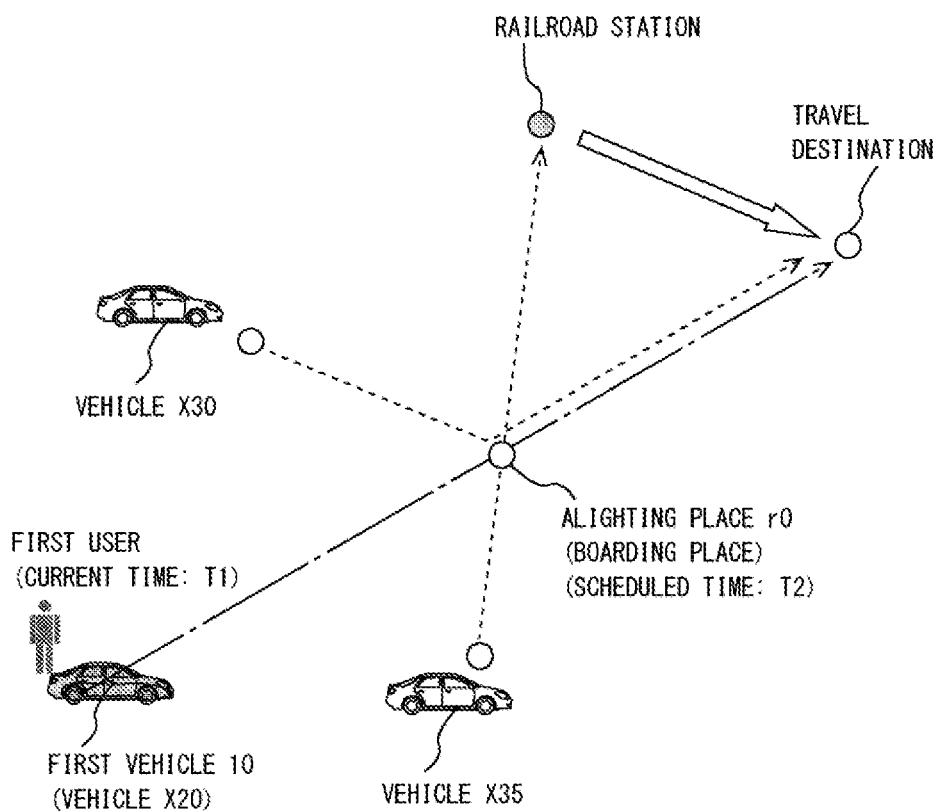 RAILROAD STATION
TRAVEL
DESTINATION
VEHICLE X30
ALIGHTING PLACE r0
(BOARDING PLACE)
(SCHEDULED TIME: T2)
FIRST USER
(CURRENT TIME: T1)
FIRST VEHICLE 10
(VEHICLE X20)
VEHICLE X35